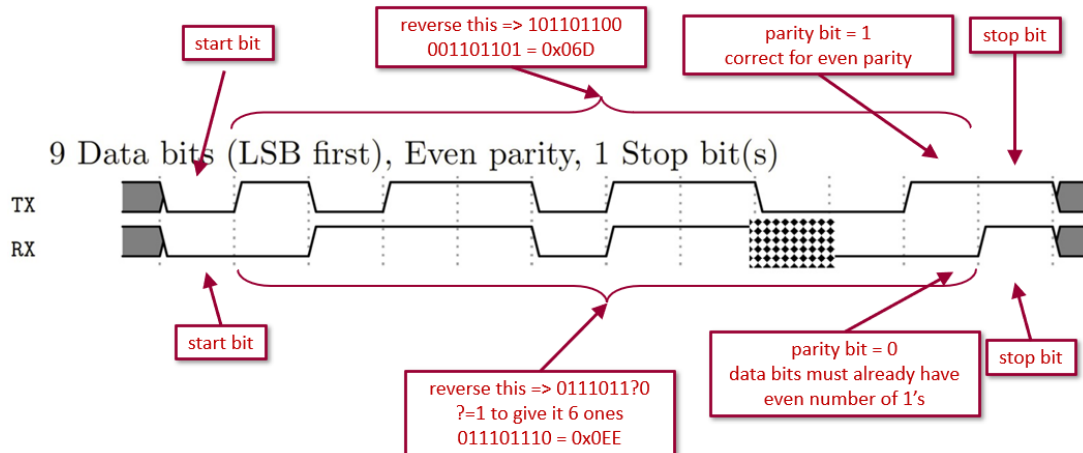 reverse this => 101101100
001101101 = 0x06D
start bit
parity bit = 1
correct for even parity
stop bit
9 Data bits (LSB first), Even parity, 1 Stop bit(s)
TX
RX
start bit
reverse this => 0111011?0
?=1 to give it 6 ones
011101110 = 0x0EE
parity bit = 0
data bits must already have
even number of 1's
stop bit